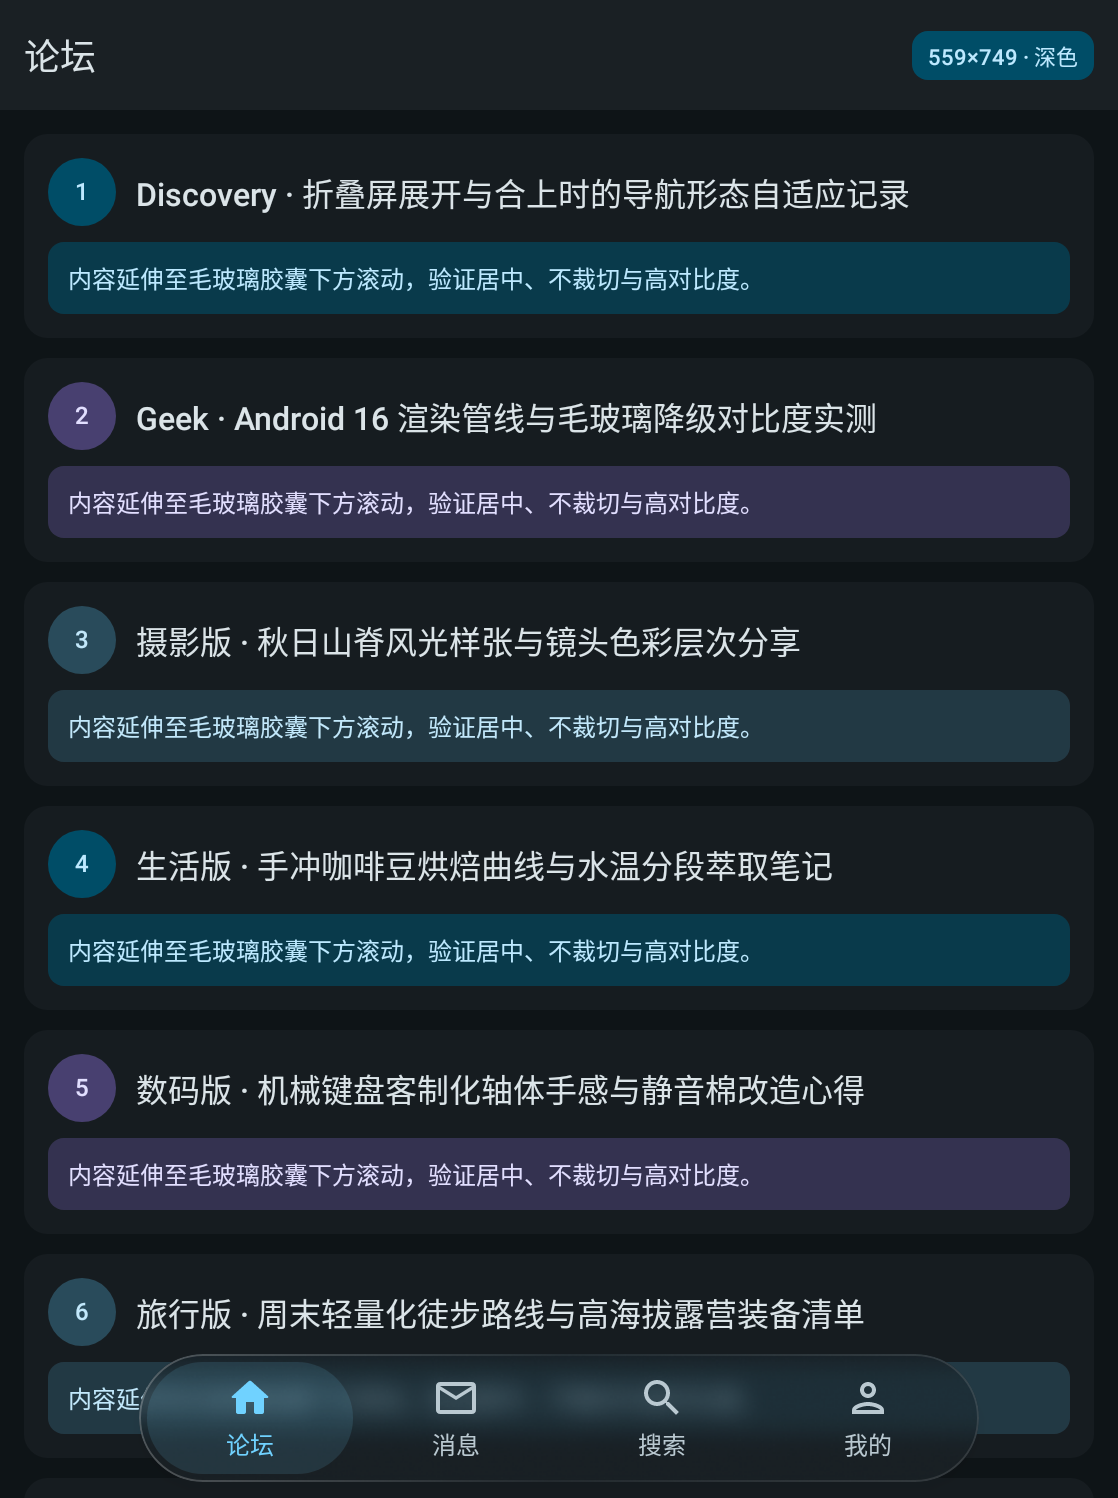 论坛
559×749 · 深色
1
Discovery · 折叠屏展开与合上时的导航形态自适应记录
内容延伸至毛玻璃胶囊下方滚动，验证居中、不裁切与高对比度。
2
Geek · Android 16 渲染管线与毛玻璃降级对比度实测
内容延伸至毛玻璃胶囊下方滚动，验证居中、不裁切与高对比度。
3
摄影版 · 秋日山脊风光样张与镜头色彩层次分享
内容延伸至毛玻璃胶囊下方滚动，验证居中、不裁切与高对比度。
4
生活版 · 手冲咖啡豆烘焙曲线与水温分段萃取笔记
内容延伸至毛玻璃胶囊下方滚动，验证居中、不裁切与高对比度。
5
数码版 · 机械键盘客制化轴体手感与静音棉改造心得
内容延伸至毛玻璃胶囊下方滚动，验证居中、不裁切与高对比度。
6
旅行版 · 周末轻量化徒步路线与高海拔露营装备清单
内容延
论坛
消息
搜索
我的